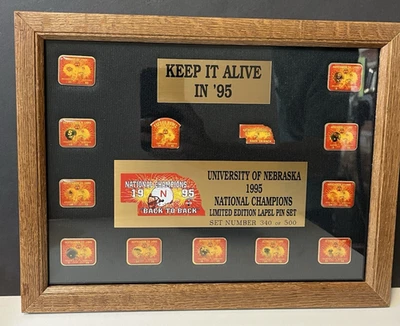 KEEP IT ALIVE
IN '95
NATIONAL CHAMPIONS
19 95
N
BACK TO BACK
UNIVERSITY OF NEBRASKA
1995
NATIONAL CHAMPIONS
LIMITED EDITION LAPEL PIN SET
SET NUMBER 340 OF 500